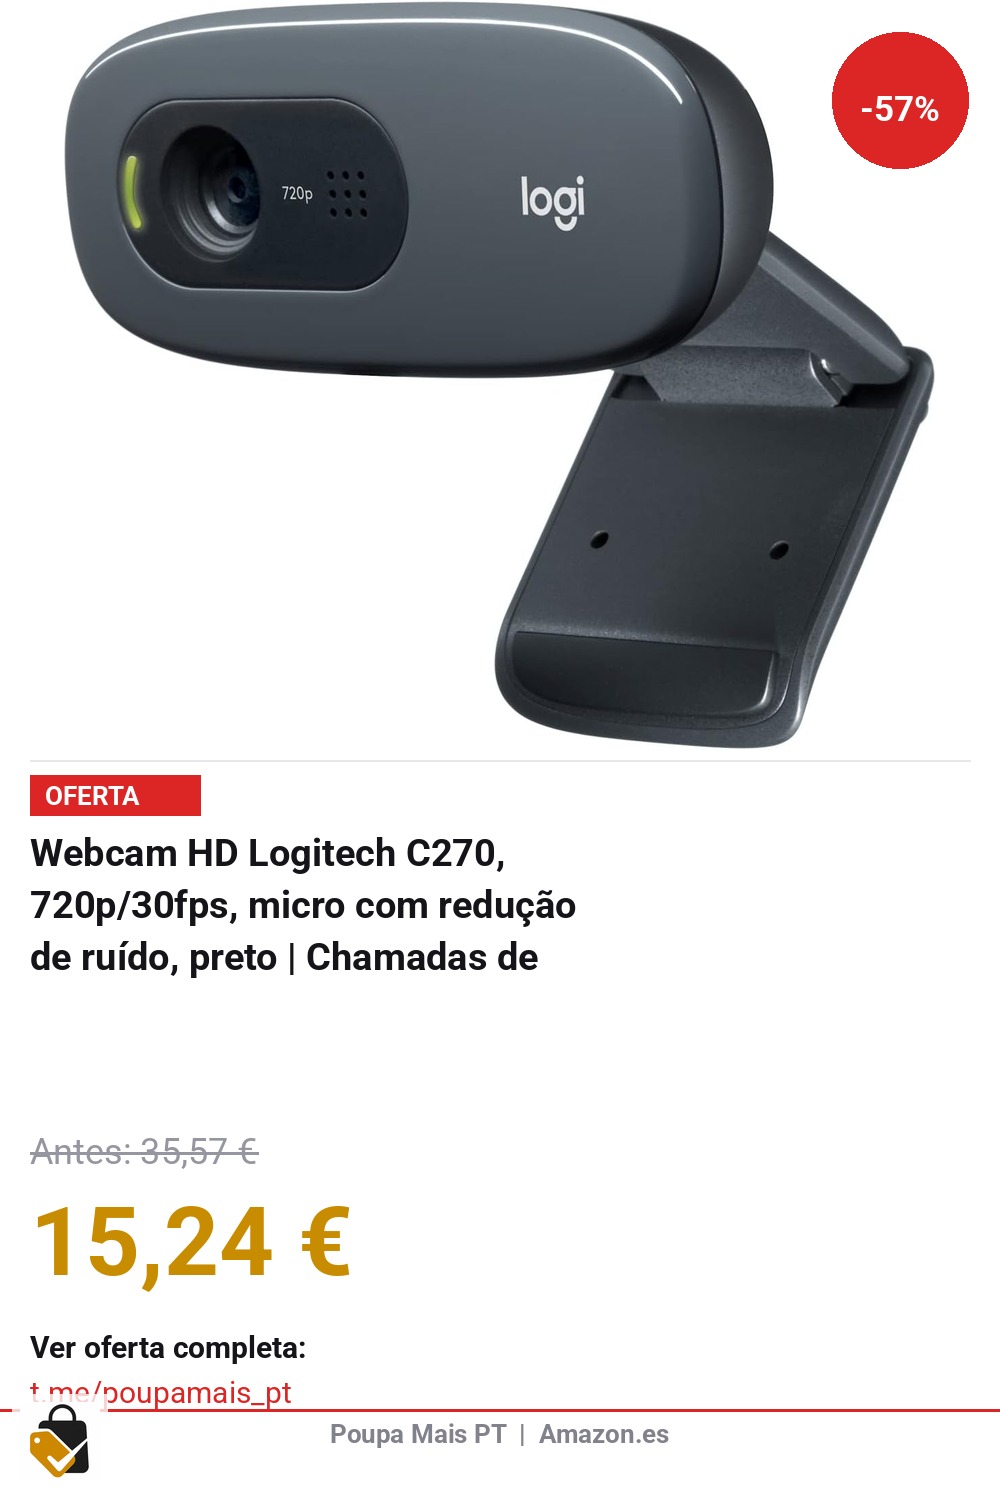 -57%
720p
logi
OFERTA
Webcam HD Logitech C270,
720p/30fps, micro com redução
de ruído, preto | Chamadas de
Antes: 35,57 €
15,24 €
Ver oferta completa:
t.me/poupamais_pt
Poupa Mais PT | Amazon.es